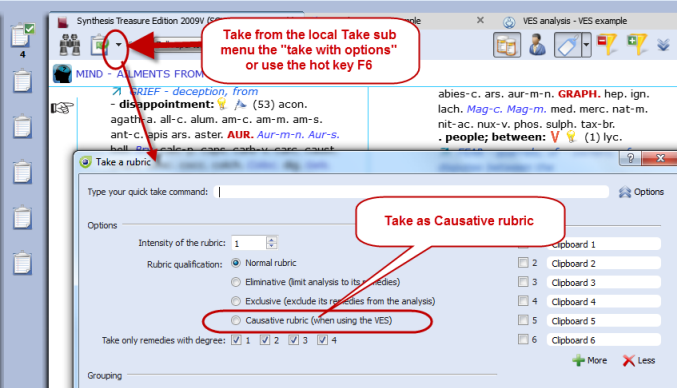 Synthesis Treasure Edition 2009V
VES analysis - VES example
Take from the local Take sub
menu the "take with options"
or use the hot key F6
4
MIND - AILMENTS FROM
GRIEF - deception, from
- disappointment: (53) acon.
agath-a. all-c. alum. am-c. am-m. am-s.
ant-c. apis ars. aster. AUR. Aur-m-n. Aur-s.
abies-c. ars. aur-m-n. GRAPH. hep. ign.
lach. Mag-c. Mag-m. med. merc. nat-m.
nit-ac. nux-v. phos. sulph. tax-br.
. people; between: (1) lyc.
Take a rubric
Type your quick take command:
Options
Options
Take as Causative rubric
Intensity of the rubric: 1
Rubric qualification: Normal rubric
Eliminative (limit analysis to its remedies)
Exclusive (exclude its remedies from the analysis)
Causative rubric (when using the VES)
Take only remedies with degree: 1 2 3 4
Clipboard 1
2 Clipboard 2
3 Clipboard 3
4 Clipboard 4
5 Clipboard 5
6 Clipboard 6
More Less
Grouping